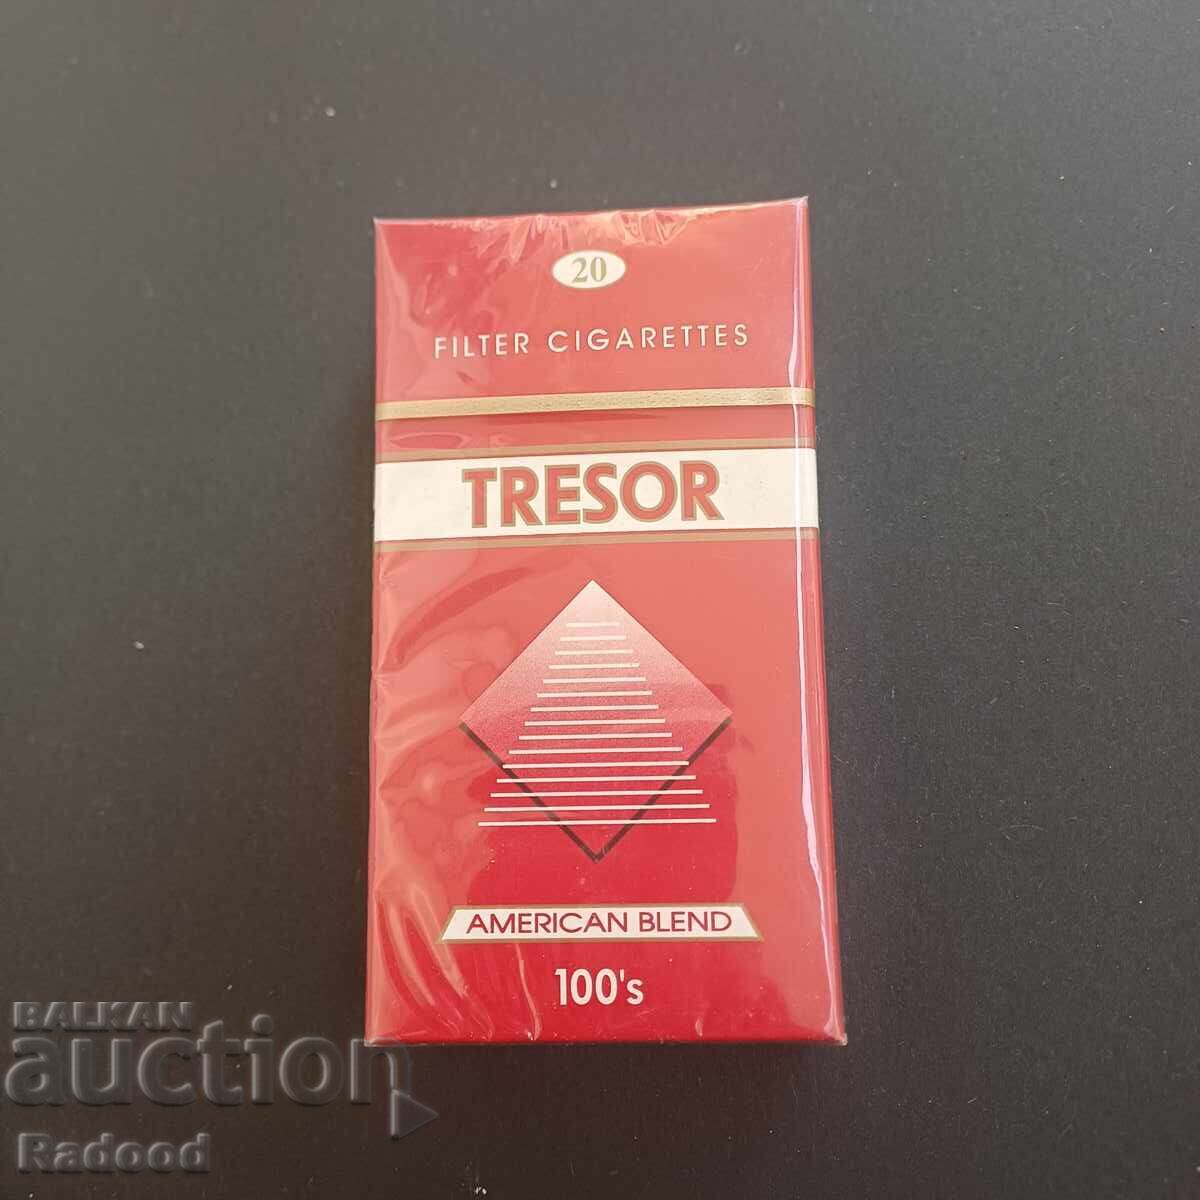 20
FILTER CIGARETTES
TRESOR
AMERICAN BLEND
100's
BALKAN
auction
Radood